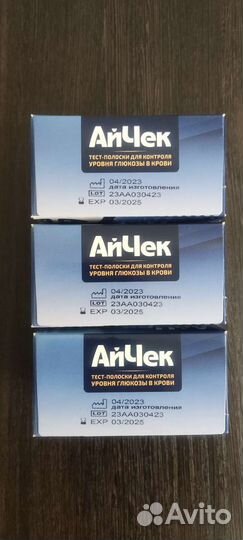 АйЧек
ТЕСТ-ПОЛОСКИ ДЛЯ КОНТРОЛЯ
УРОВНЯ ГЛЮКОЗЫ В КРОВИ
04/2023
дата изготовления
LOT 23AA030423
EXP 03/2025
АйЧек
ТЕСТ-ПОЛОСКИ ДЛЯ КОНТРОЛЯ
УРОВНЯ ГЛЮКОЗЫ В КРОВИ
04/2023
дата изготовления
LOT 23AA030423
EXP 03/2025
АйЧек
ТЕСТ-ПОЛОСКИ ДЛЯ КОНТРОЛЯ
УРОВНЯ ГЛЮКОЗЫ В КРОВИ
04/2023
дата изготовления
LOT 23AA030423
EXP 03/2025
Avito